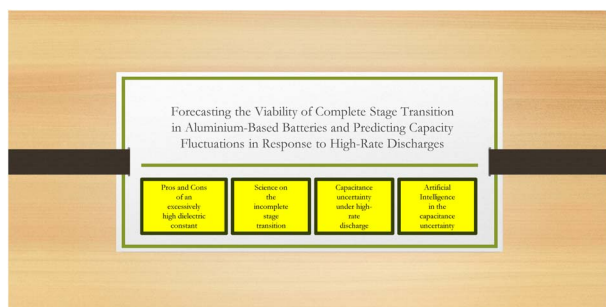 Forecasting the Viability of Complete Stage Transition
in Aluminium-Based Batteries and Predicting Capacity
Fluctuations in Response to High-Rate Discharges
Pros and Cons
of an
excessively
high dielectric
constant
Science on
the
incomplete
stage
transition
Capacitance
uncertainty
under high-
rate
discharge
Artificial
Intelligence
in the
capacitance
uncertainty